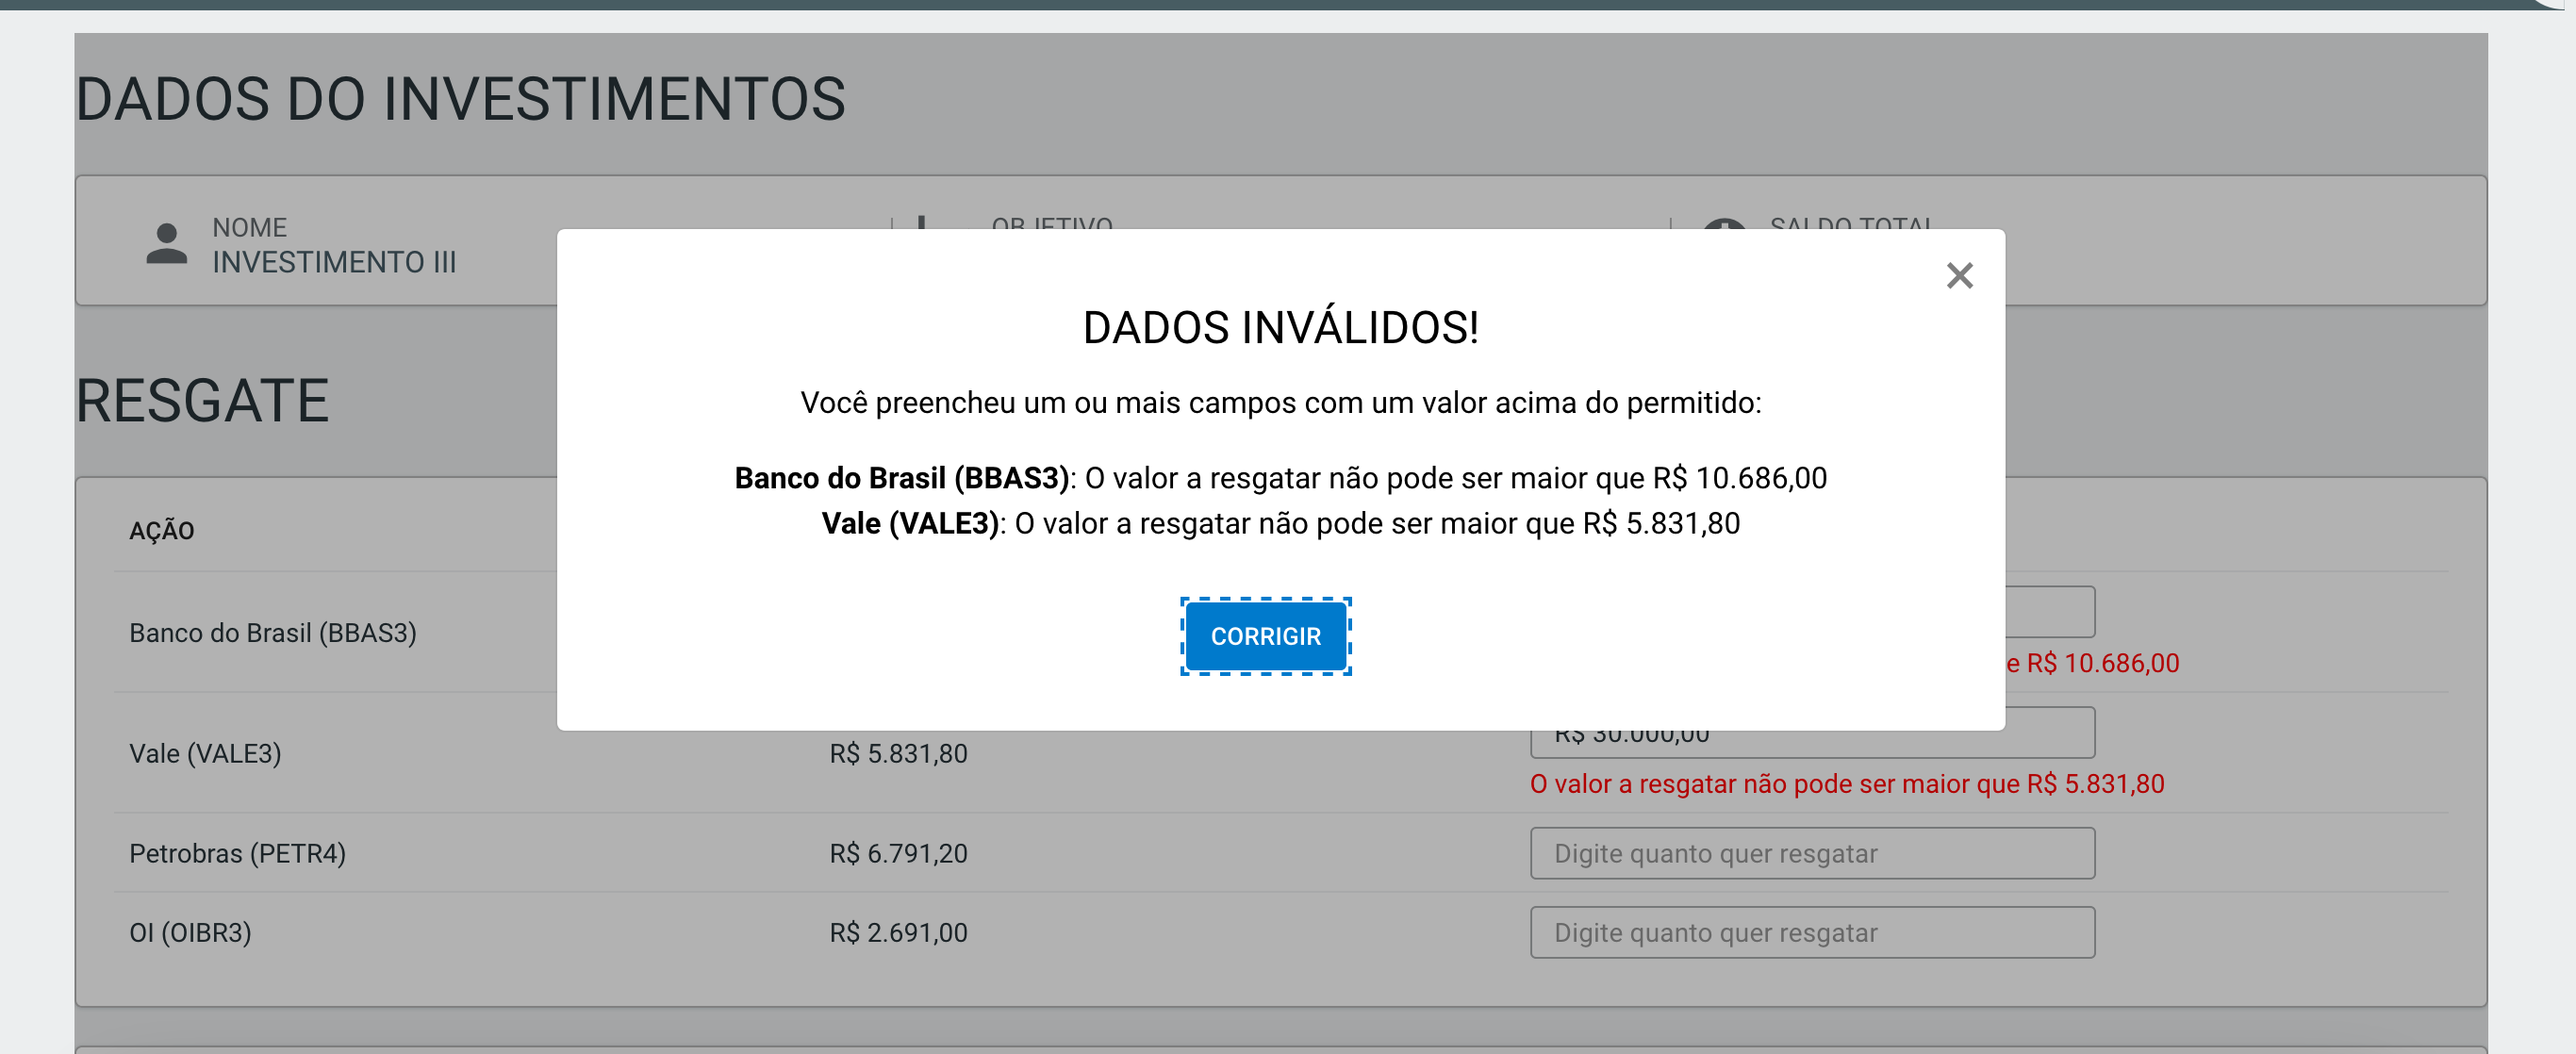 DADOS DO INVESTIMENTOS
NOME
INVESTIMENTO III
OBJETIVO
SALDO TOTAL
DADOS INVÁLIDOS!
Você preencheu um ou mais campos com um valor acima do permitido:
Banco do Brasil (BBAS3): O valor a resgatar não pode ser maior que R$ 10.686,00
Vale (VALE3): O valor a resgatar não pode ser maior que R$ 5.831,80
CORRIGIR
RESGATE
AÇÃO
Banco do Brasil (BBAS3)
e R$ 10.686,00
Vale (VALE3)
R$ 5.831,80
R$ 30.000,00
O valor a resgatar não pode ser maior que R$ 5.831,80
Petrobras (PETR4)
R$ 6.791,20
Digite quanto quer resgatar
OI (OIBR3)
R$ 2.691,00
Digite quanto quer resgatar